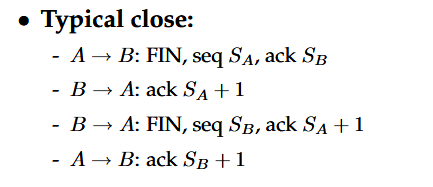 • Typical close:
- A → B: FIN, seq S_A, ack S_B
- B → A: ack S_A + 1
- B → A: FIN, seq S_B, ack S_A + 1
- A → B: ack S_B + 1